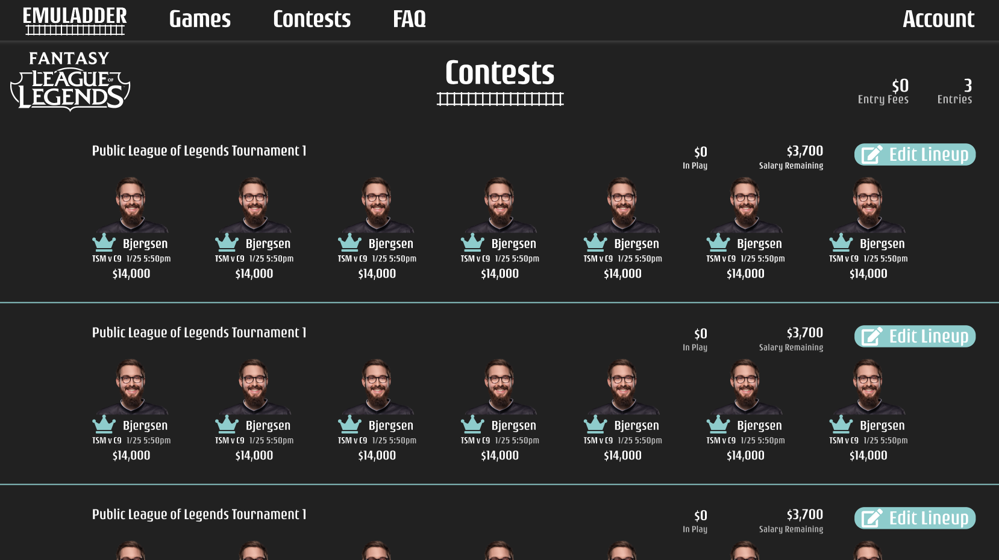 EMULADDER Games Contests FAQ Account
FANTASY
LEAGUE OF
LEGENDS
Contests
$0 3
Entry Fees Entries
Public League of Legends Tournament 1 $0 $3,700 Edit Lineup
In Play Salary Remaining
Bjergsen Bjergsen Bjergsen Bjergsen Bjergsen Bjergsen Bjergsen
TSM v C9 1/25 5:50pm TSM v C9 1/25 5:50pm TSM v C9 1/25 5:50pm TSM v C9 1/25 5:50pm TSM v C9 1/25 5:50pm TSM v C9 1/25 5:50pm TSM v C9 1/25 5:50pm
$14,000 $14,000 $14,000 $14,000 $14,000 $14,000 $14,000
Public League of Legends Tournament 1 $0 $3,700 Edit Lineup
In Play Salary Remaining
Bjergsen Bjergsen Bjergsen Bjergsen Bjergsen Bjergsen Bjergsen
TSM v C9 1/25 5:50pm TSM v C9 1/25 5:50pm TSM v C9 1/25 5:50pm TSM v C9 1/25 5:50pm TSM v C9 1/25 5:50pm TSM v C9 1/25 5:50pm TSM v C9 1/25 5:50pm
$14,000 $14,000 $14,000 $14,000 $14,000 $14,000 $14,000
Public League of Legends Tournament 1 $0 $3,700 Edit Lineup
In Play Salary Remaining